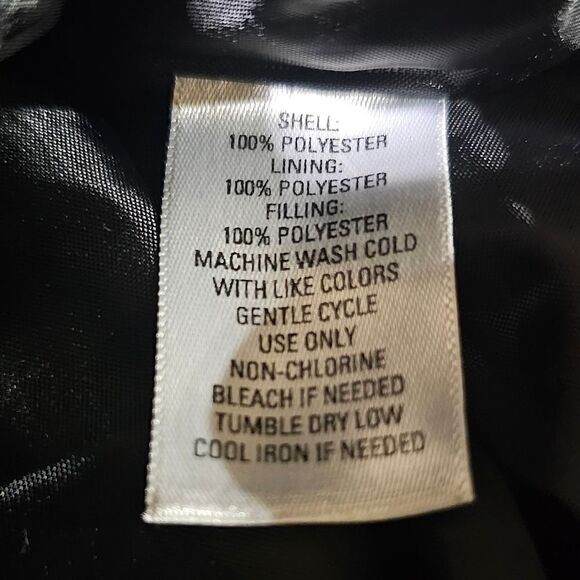 SHELL:
100% POLYESTER
LINING:
100% POLYESTER
FILLING:
100% POLYESTER
MACHINE WASH COLD
WITH LIKE COLORS
GENTLE CYCLE
USE ONLY
NON-CHLORINE
BLEACH IF NEEDED
TUMBLE DRY LOW
COOL IRON IF NEEDED